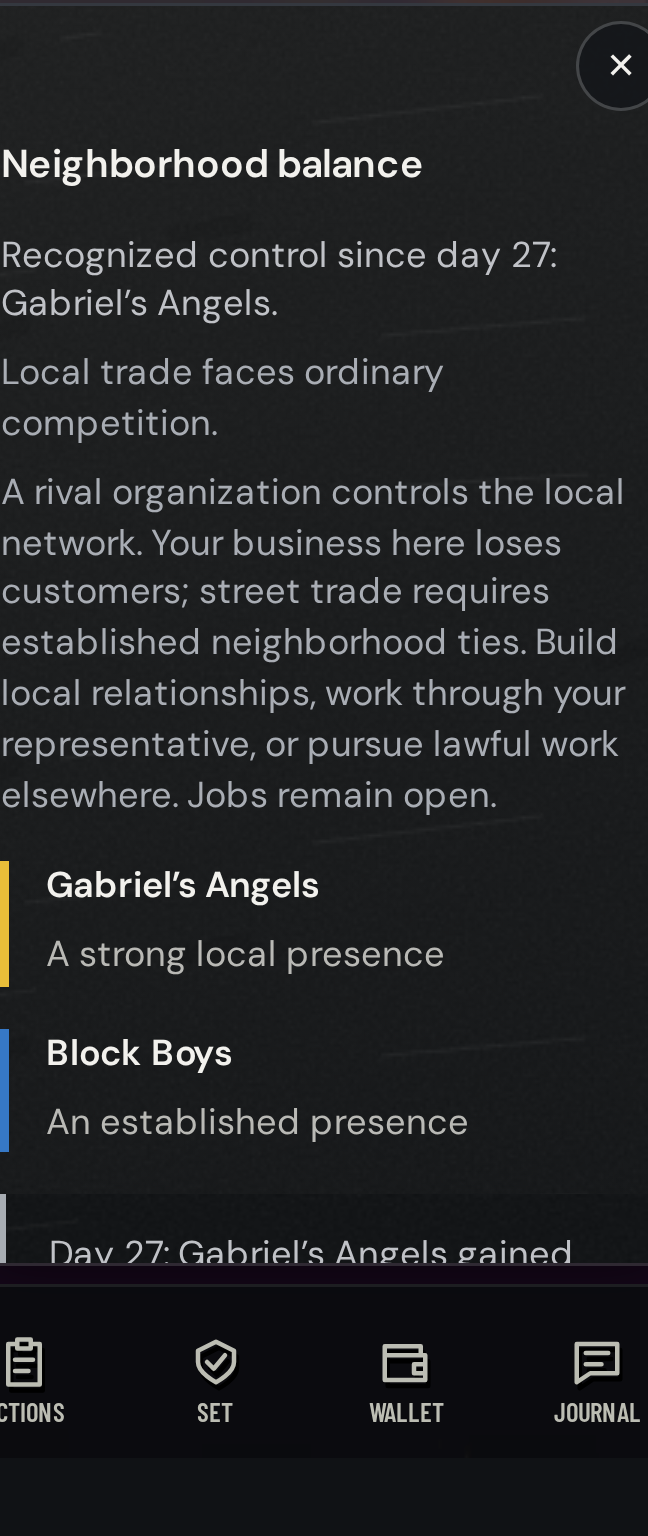 Neighborhood balance
Recognized control since day 27:
Gabriel’s Angels.
Local trade faces ordinary
competition.
A rival organization controls the local
network. Your business here loses
customers; street trade requires
established neighborhood ties. Build
local relationships, work through your
representative, or pursue lawful work
elsewhere. Jobs remain open.
Gabriel’s Angels
A strong local presence
Block Boys
An established presence
Day 27: Gabriel’s Angels gained
CTIONS SET WALLET JOURNAL